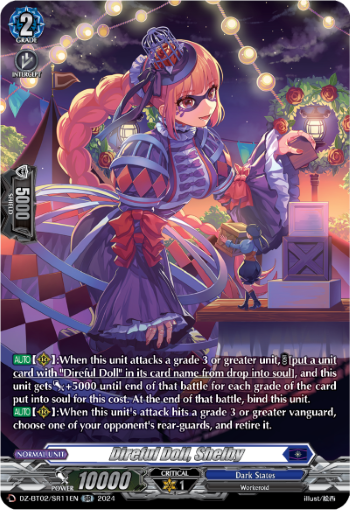 2
GRADE
INTERCEPT
SHIELD
5000
AUTO【R】:When this unit attacks a grade 3 or greater unit, COST [put a unit
card with "Direful Doll" in its card name from drop into soul], and this
unit gets +5000 until end of that battle for each grade of the card
put into soul for this cost. At the end of that battle, bind this unit.
AUTO【R】:When this unit's attack hits a grade 3 or greater vanguard,
choose one of your opponent's rear-guards, and retire it.
NORMAL UNIT
Direful Doll, Shelby
POWER
10000
CRITICAL
1
Dark States
Workeroid
DZ-BT02/SR11EN SR 2024
illust/絵西